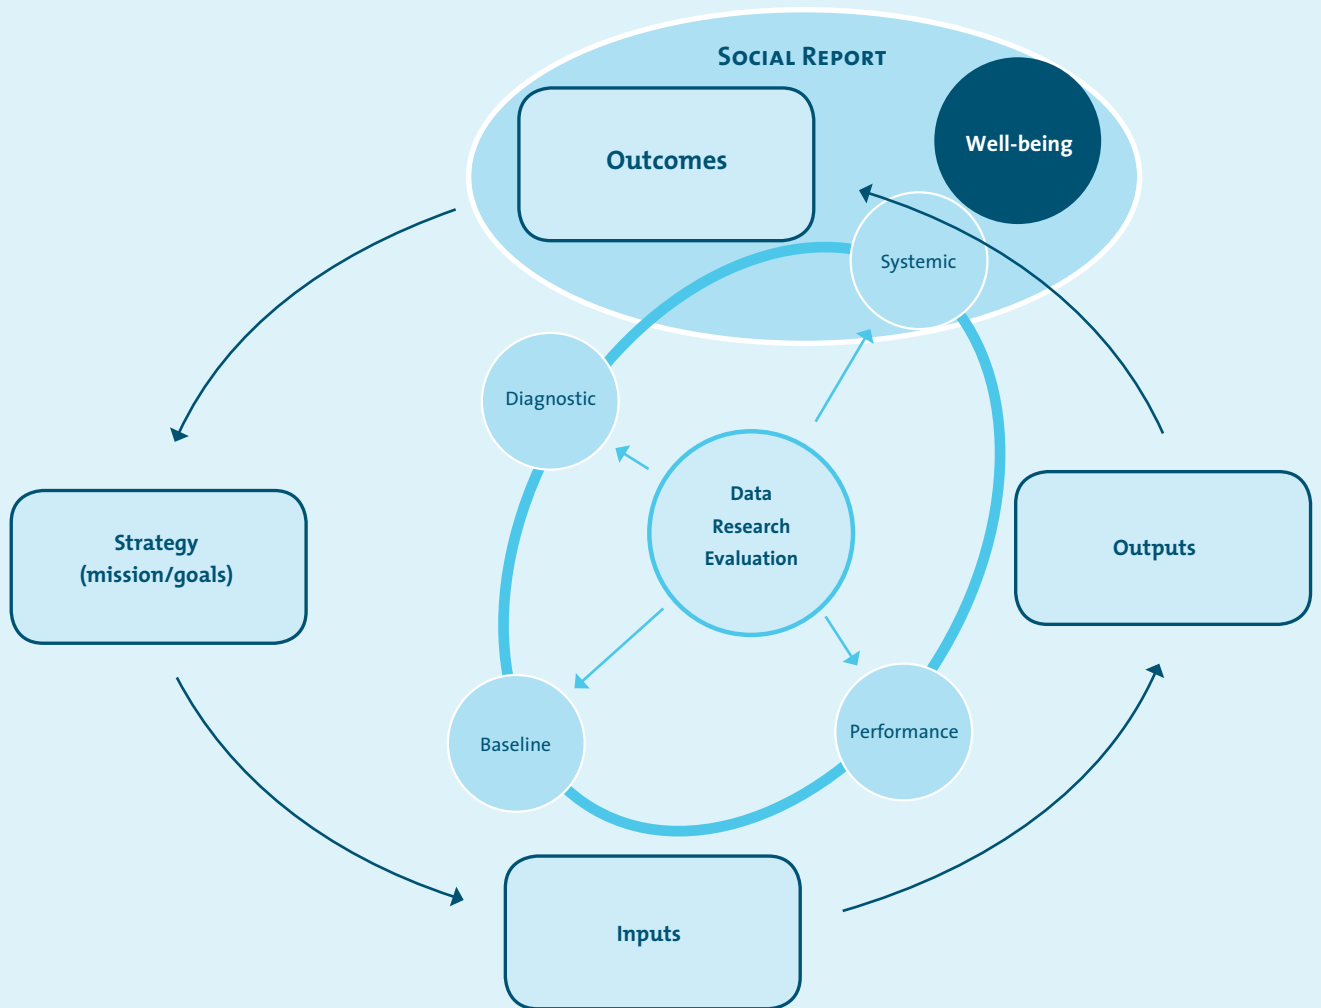 SOCIAL REPORT
Well-being
Outcomes
Systemic
Diagnostic
Data
Research
Evaluation
Strategy
(mission/goals)
Outputs
Performance
Baseline
Inputs